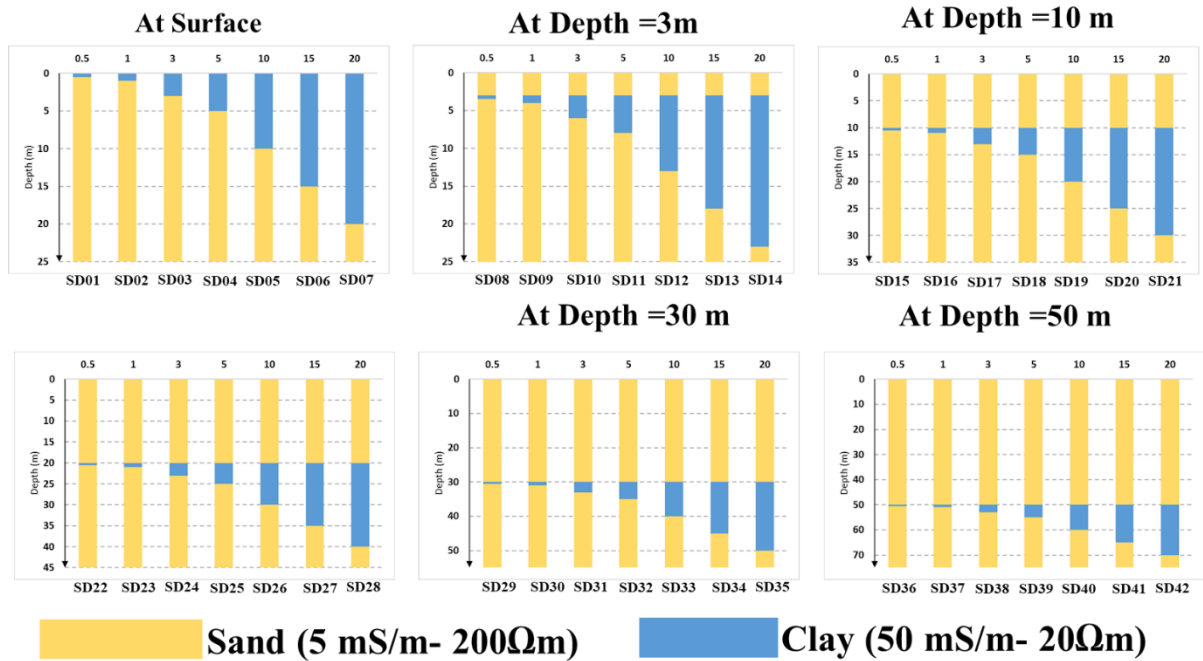 At Surface
0.5 1 3 5 10 15 20
Depth (m)
0
5
10
15
20
25
SD01 SD02 SD03 SD04 SD05 SD06 SD07
At Depth =3m
0.5 1 3 5 10 15 20
Depth (m)
0
5
10
15
20
25
SD08 SD09 SD10 SD11 SD12 SD13 SD14
At Depth =10 m
0.5 1 3 5 10 15 20
Depth (m)
0
5
10
15
20
25
30
35
SD15 SD16 SD17 SD18 SD19 SD20 SD21
0.5 1 3 5 10 15 20
Depth (m)
0
5
10
15
20
25
30
35
40
45
SD22 SD23 SD24 SD25 SD26 SD27 SD28
At Depth =30 m
0.5 1 3 5 10 15 20
Depth (m)
0
10
20
30
40
50
SD29 SD30 SD31 SD32 SD33 SD34 SD35
At Depth =50 m
0.5 1 3 5 10 15 20
Depth (m)
0
10
20
30
40
50
60
70
SD36 SD37 SD38 SD39 SD40 SD41 SD42
Sand (5 mS/m- 200Ωm)
Clay (50 mS/m- 20Ωm)